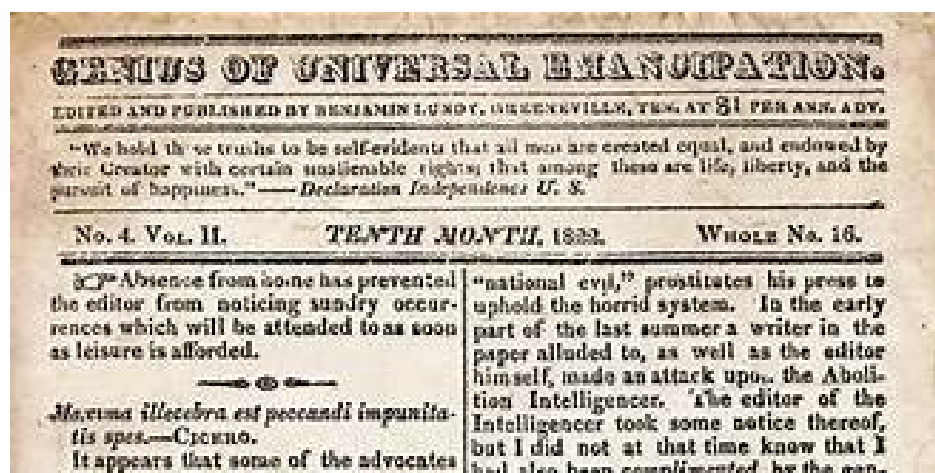 GENIUS OF UNIVERSAL EMANCIPATION.
EDITED AND PUBLISHED BY BENJAMIN LUNDY, GREENEVILLE, TEN. AT $1 PER ANN. ADV.
"We hold these truths to be self-evident: that all men are created equal, and endowed by
their Creator with certain unalienable rights; that among these are life, liberty, and the
pursuit of happiness."——Declaration Independence U. S.
No. 4. Vol. II. TENTH MONTH, 1822. Whole No. 16.
☞Absence from home has prevented
the editor from noticing sundry occur-
rences which will be attended to as soon
as leisure is afforded.
Maxima illecebra est peccandi impunita-
tis spes.—Cicero.
It appears that some of the advocates
"national evil," prostitutes his press to
uphold the horrid system. In the early
part of the last summer a writer in the
paper alluded to, as well as the editor
himself, made an attack upon the Aboli-
tion Intelligencer. The editor of the
Intelligencer took some notice thereof,
but I did not at that time know that I
had also been complimented by the